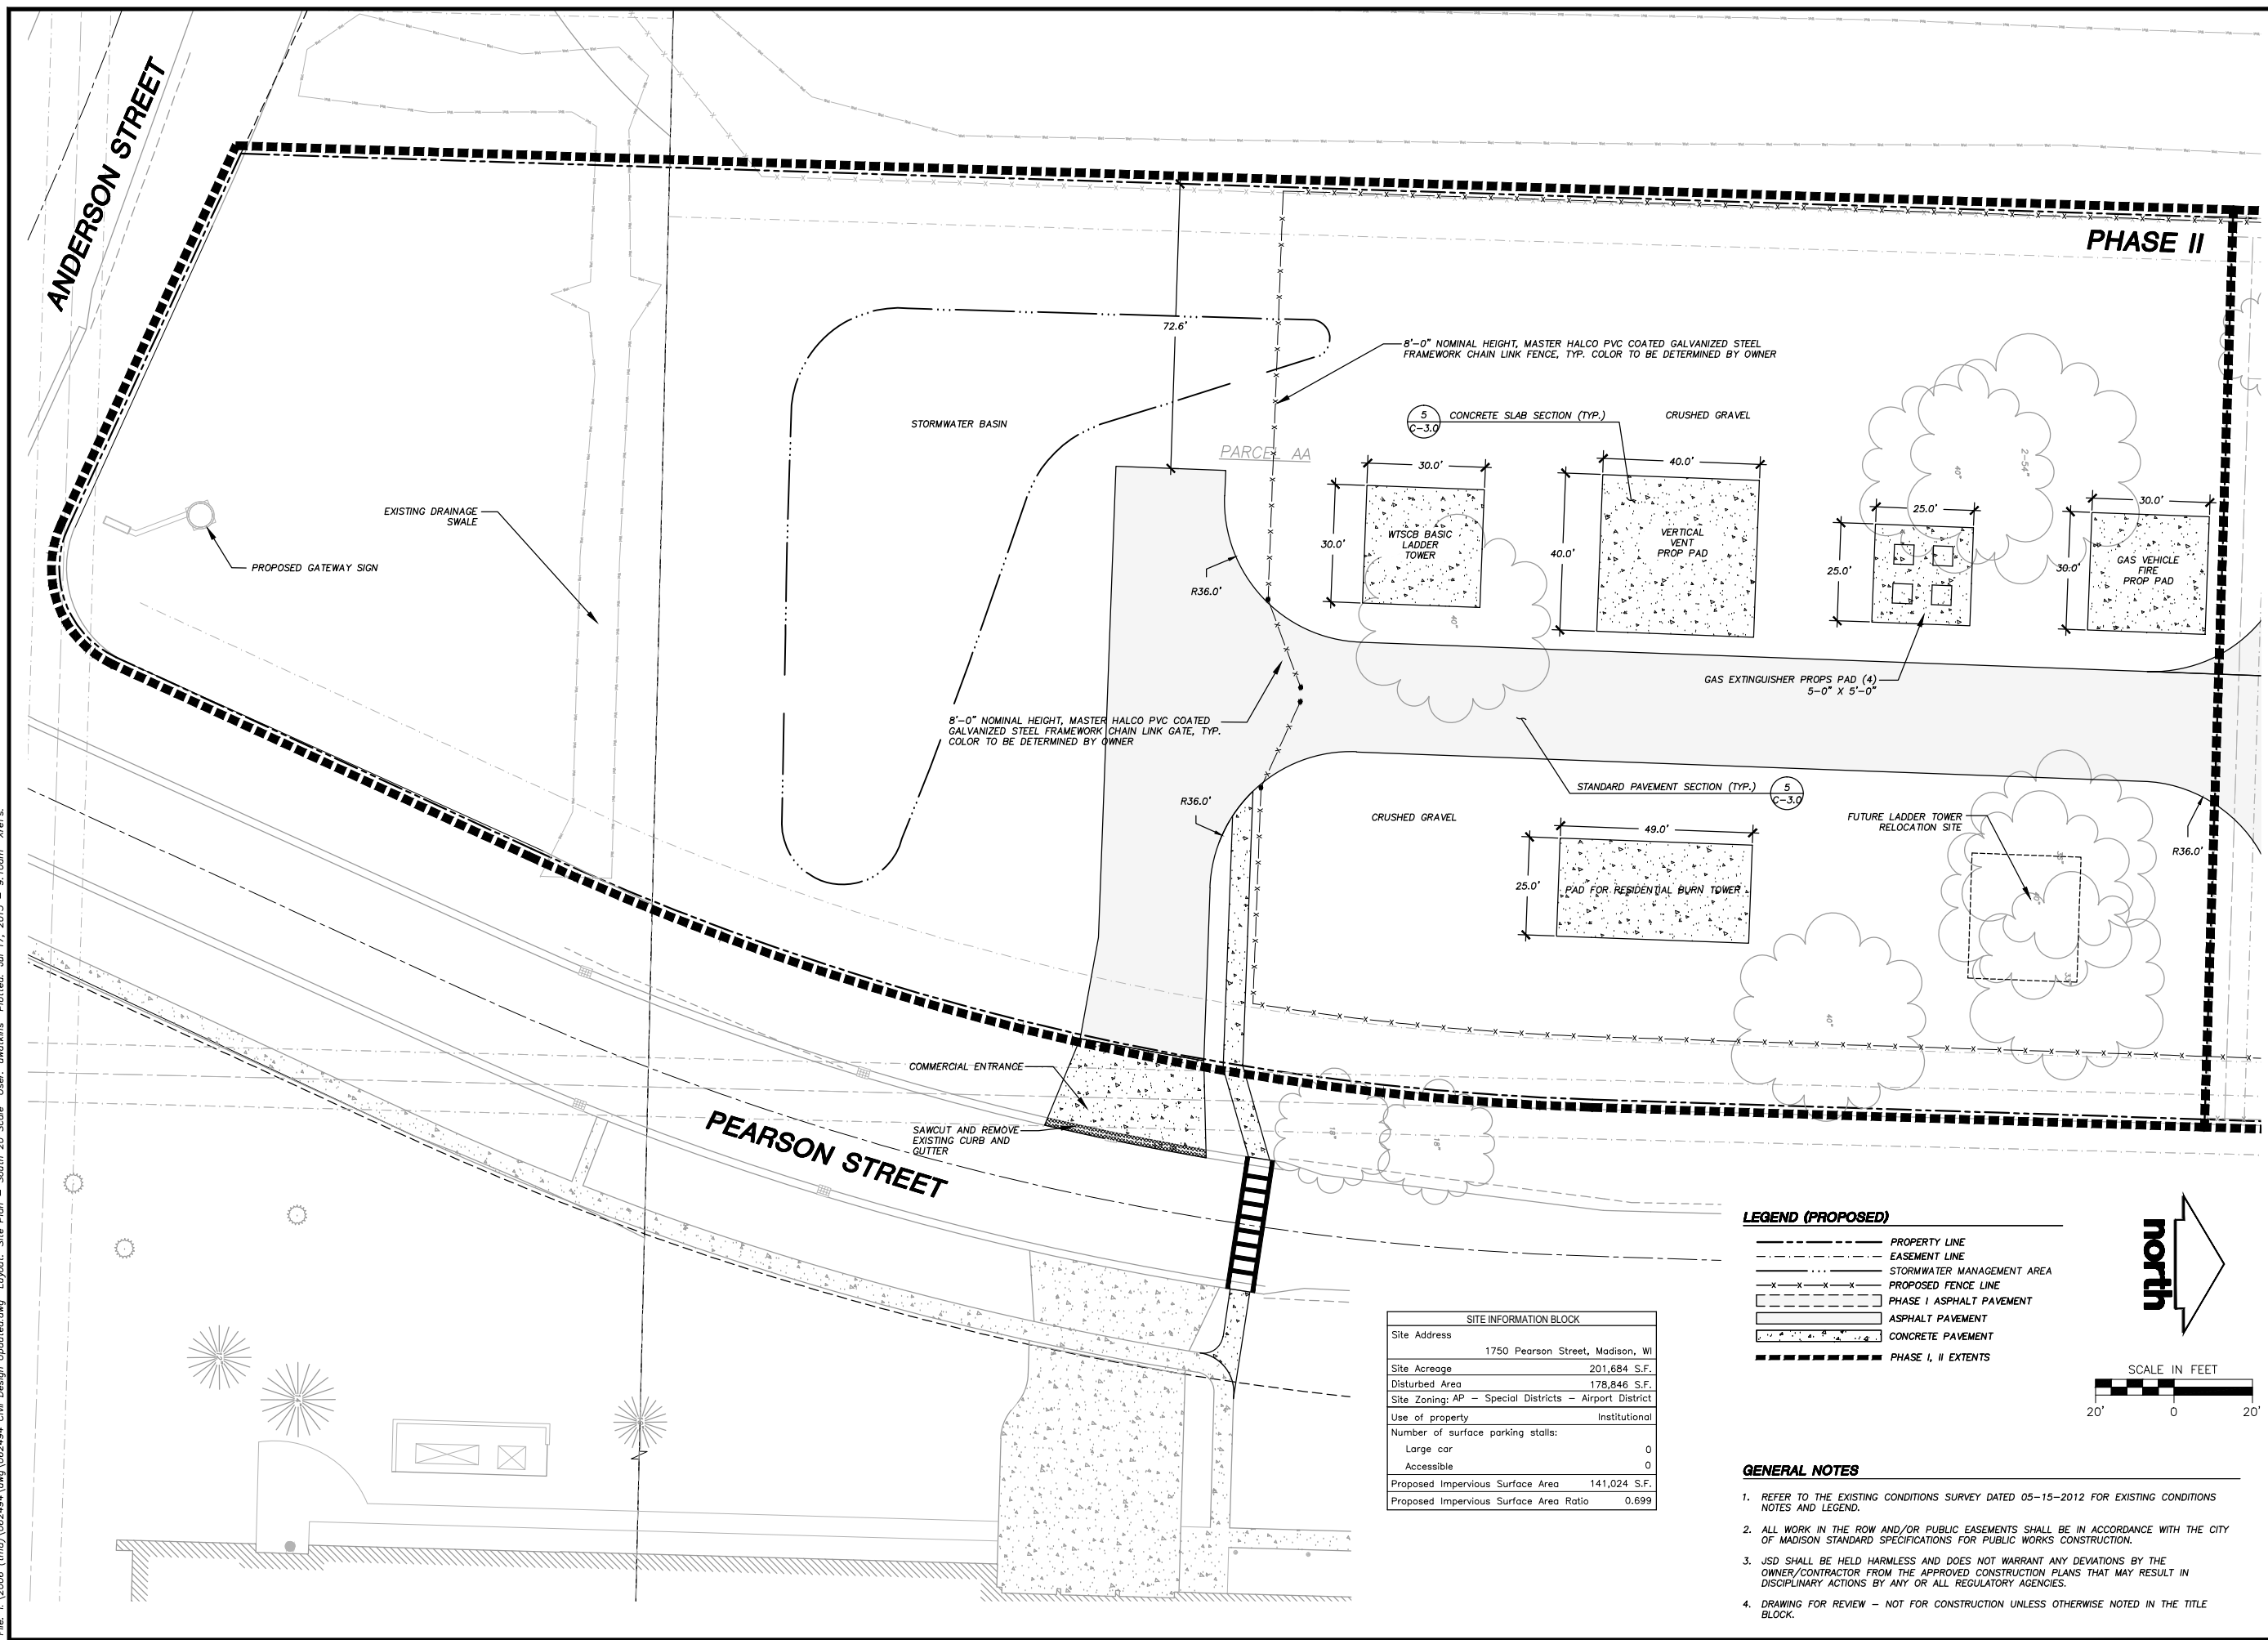 ANDERSON STREET
PHASE II
72.6'
8'-0" NOMINAL HEIGHT, MASTER HALCO PVC COATED GALVANIZED STEEL
FRAMEWORK CHAIN LINK FENCE, TYP. COLOR TO BE DETERMINED BY OWNER
STORMWATER BASIN
PARCEL AA
5
C-3.0
CONCRETE SLAB SECTION (TYP.)
CRUSHED GRAVEL
30.0'
40.0'
2-54"
40"
25.0'
30.0'
EXISTING DRAINAGE
SWALE
PROPOSED GATEWAY SIGN
30.0'
WTSCB BASIC
LADDER
TOWER
40.0'
VERTICAL
VENT
PROP PAD
25.0'
30.0'
GAS VEHICLE
FIRE
PROP PAD
R36.0'
40"
GAS EXTINGUISHER PROPS PAD (4)
5-0" X 5'-0"
8'-0" NOMINAL HEIGHT, MASTER HALCO PVC COATED
GALVANIZED STEEL FRAMEWORK CHAIN LINK GATE, TYP.
COLOR TO BE DETERMINED BY OWNER
STANDARD PAVEMENT SECTION (TYP.)
5
C-3.0
R36.0'
CRUSHED GRAVEL
49.0'
FUTURE LADDER TOWER
RELOCATION SITE
R36.0'
25.0'
PAD FOR RESIDENTIAL BURN TOWER
40"
COMMERCIAL ENTRANCE
SAWCUT AND REMOVE
EXISTING CURB AND
GUTTER
18"
18"
PEARSON STREET
LEGEND (PROPOSED)
PROPERTY LINE
EASEMENT LINE
STORMWATER MANAGEMENT AREA
PROPOSED FENCE LINE
PHASE I ASPHALT PAVEMENT
ASPHALT PAVEMENT
CONCRETE PAVEMENT
PHASE I, II EXTENTS
north
SCALE IN FEET
20' 0 20'
SITE INFORMATION BLOCK
Site Address
1750 Pearson Street, Madison, WI
Site Acreage 201,684 S.F.
Disturbed Area 178,846 S.F.
Site Zoning: AP - Special Districts - Airport District
Use of property Institutional
Number of surface parking stalls:
Large car 0
Accessible 0
Proposed Impervious Surface Area 141,024 S.F.
Proposed Impervious Surface Area Ratio 0.699
GENERAL NOTES
1. REFER TO THE EXISTING CONDITIONS SURVEY DATED 05-15-2012 FOR EXISTING CONDITIONS
NOTES AND LEGEND.
2. ALL WORK IN THE ROW AND/OR PUBLIC EASEMENTS SHALL BE IN ACCORDANCE WITH THE CITY
OF MADISON STANDARD SPECIFICATIONS FOR PUBLIC WORKS CONSTRUCTION.
3. JSD SHALL BE HELD HARMLESS AND DOES NOT WARRANT ANY DEVIATIONS BY THE
OWNER/CONTRACTOR FROM THE APPROVED CONSTRUCTION PLANS THAT MAY RESULT IN
DISCIPLINARY ACTIONS BY ANY OR ALL REGULATORY AGENCIES.
4. DRAWING FOR REVIEW - NOT FOR CONSTRUCTION UNLESS OTHERWISE NOTED IN THE TITLE
BLOCK.